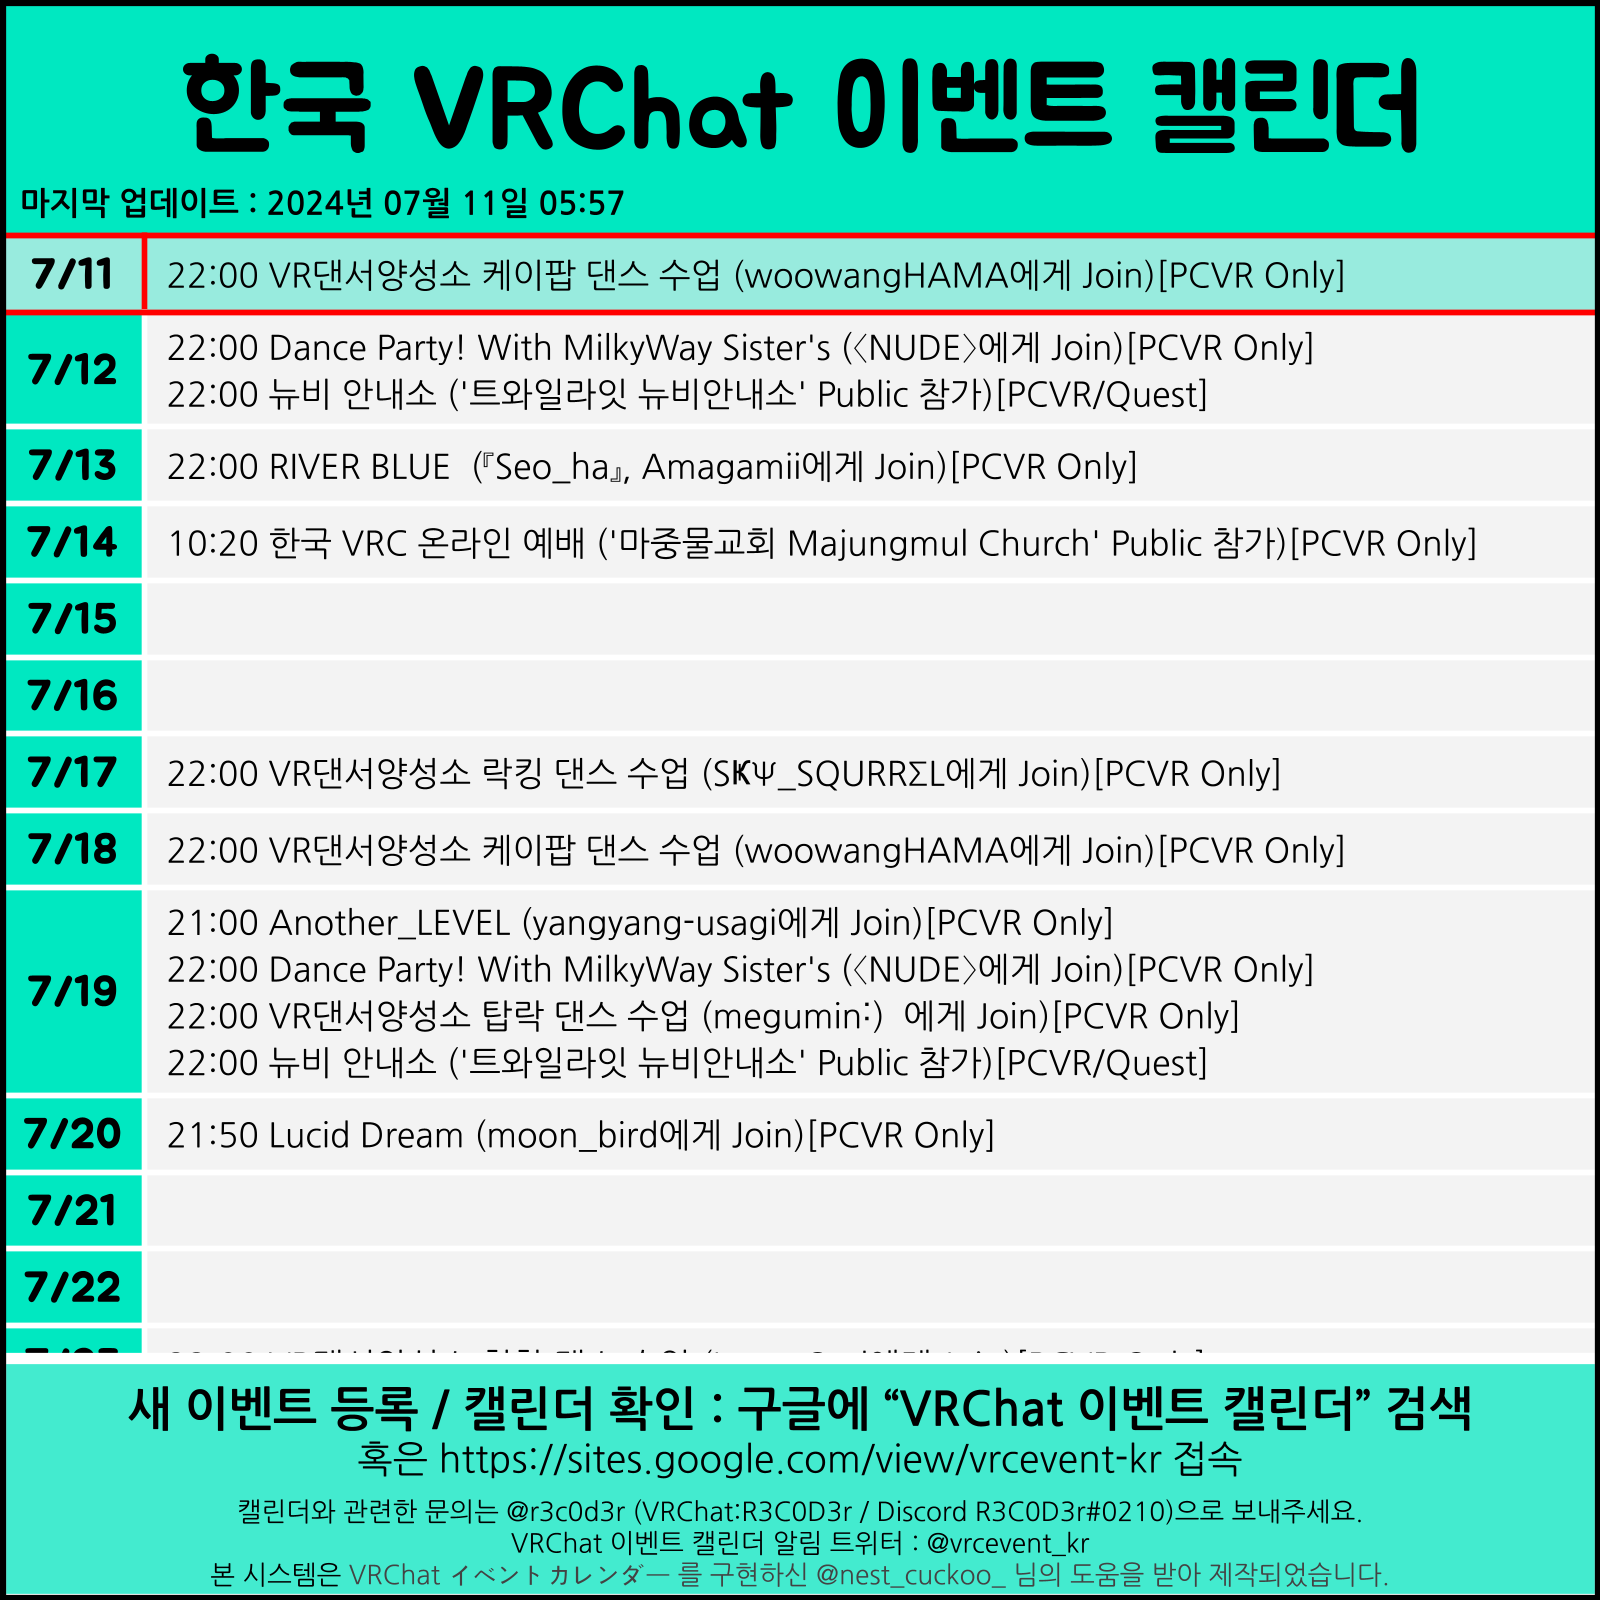 한국 VRChat 이벤트 캘린더
마지막 업데이트 : 2024년 07월 11일 05:57
7/11 22:00 VR댄서양성소 케이팝 댄스 수업 (woowangHAMA에게 Join)[PCVR Only]
7/12 22:00 Dance Party! With MilkyWay Sister's (〈NUDE〉에게 Join)[PCVR Only]
22:00 뉴비 안내소 ('트와일라잇 뉴비안내소' Public 참가)[PCVR/Quest]
7/13 22:00 RIVER BLUE (『Seo_ha』, Amagamii에게 Join)[PCVR Only]
7/14 10:20 한국 VRC 온라인 예배 ('마중물교회 Majungmul Church' Public 참가)[PCVR Only]
7/15
7/16
7/17 22:00 VR댄서양성소 락킹 댄스 수업 (S₭Ψ_SQURRΣL에게 Join)[PCVR Only]
7/18 22:00 VR댄서양성소 케이팝 댄스 수업 (woowangHAMA에게 Join)[PCVR Only]
7/19 21:00 Another_LEVEL (yangyang-usagi에게 Join)[PCVR Only]
22:00 Dance Party! With MilkyWay Sister's (〈NUDE〉에게 Join)[PCVR Only]
22:00 VR댄서양성소 탑락 댄스 수업 (megumin:) 에게 Join)[PCVR Only]
22:00 뉴비 안내소 ('트와일라잇 뉴비안내소' Public 참가)[PCVR/Quest]
7/20 21:50 Lucid Dream (moon_bird에게 Join)[PCVR Only]
7/21
7/22
새 이벤트 등록 / 캘린더 확인 : 구글에 “VRChat 이벤트 캘린더” 검색
혹은 https://sites.google.com/view/vrcevent-kr 접속
캘린더와 관련한 문의는 @r3c0d3r (VRChat:R3C0D3r / Discord R3C0D3r#0210)으로 보내주세요.
VRChat 이벤트 캘린더 알림 트위터 : @vrcevent_kr
본 시스템은 VRChat イベントカレンダー 를 구현하신 @nest_cuckoo_ 님의 도움을 받아 제작되었습니다.